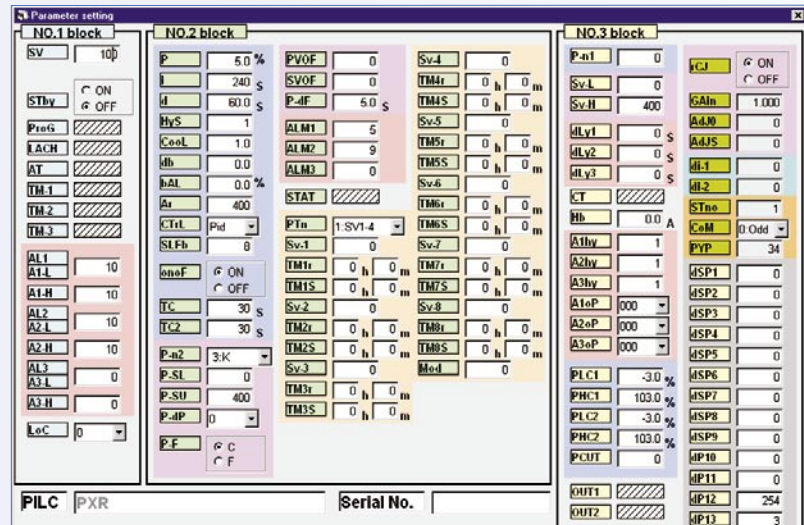 Parameter setting
NO.1 block
SV 100
STby ON
OFF
ProG
LACH
AT
TM-1
TM-2
TM-3
AL1
A1-L 10
A1-H 10
AL2
A2-L 10
A2-H 10
AL3
A3-L 0
A3-H 0
LoC 0
NO.2 block
P 5.0 %
I 240 S
d 60.0 S
HyS 1
CooL 1.0
db 0.0
bAL 0.0 %
Ar 400
CTrL Pid
SLFb 8
onoF ON
OFF
TC 30 S
TC2 30 S
P-n2 3:K
P-SL 0
P-SU 400
P-dP 0
P-F C
F
PVOF 0
SVOF 0
P-dF 5.0 S
ALM1 5
ALM2 9
ALM3 0
STAT
PTn 1:SV1-4
Sv-1 0
TM1r 0 h 0 m
TM1S 0 h 0 m
Sv-2 0
TM2r 0 h 0 m
TM2S 0 h 0 m
Sv-3 0
TM3r 0 h 0 m
TM3S 0 h 0 m
Sv-4 0
TM4r 0 h 0 m
TM4S 0 h 0 m
Sv-5 0
TM5r 0 h 0 m
TM5S 0 h 0 m
Sv-6 0
TM6r 0 h 0 m
TM6S 0 h 0 m
Sv-7 0
TM7r 0 h 0 m
TM7S 0 h 0 m
Sv-8 0
TM8r 0 h 0 m
TM8S 0 h 0 m
Mod 0
NO.3 block
P-n1 0
Sv-L 0
Sv-H 400
dLy1 0 S
dLy2 0 S
dLy3 0 S
CT
Hb 0.0 A
A1hy 1
A2hy 1
A3hy 1
A1oP 000
A2oP 000
A3oP 000
PLC1 -3.0 %
PHC1 103.0 %
PLC2 -3.0 %
PHC2 103.0 %
PCUT 0
OUT1
OUT2
rCJ ON
OFF
GAIn 1.000
AdJ0 0
AdJS 0
di-1 0
dI-2 0
STno 1
CoM 0:Odd
PYP 34
dSP1 0
dSP2 0
dSP3 0
dSP4 0
dSP5 0
dSP6 0
dSP7 0
dSP8 0
dSP9 0
dP10 0
dP11 0
dP12 254
dP13 3
PILC PXR
Serial No.